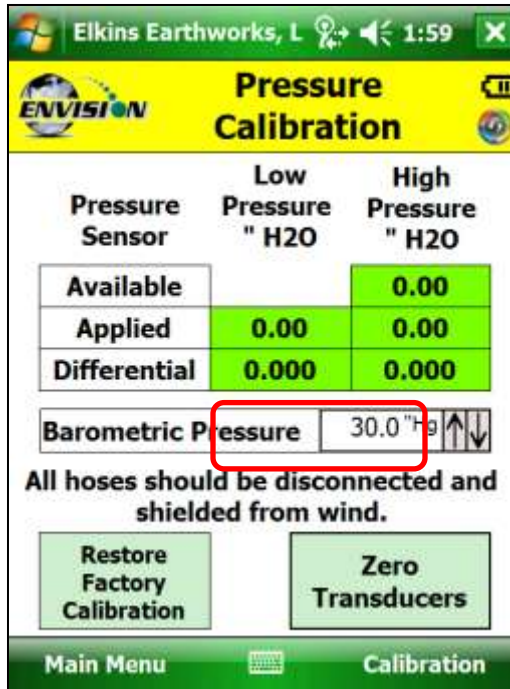 Elkins Earthworks, L 1:59
ENVISION
Pressure
Calibration
Pressure
Sensor
Low
Pressure
" H2O
High
Pressure
" H2O
Available 0.00
Applied 0.00 0.00
Differential 0.000 0.000
Barometric Pressure 30.0 "Hg
All hoses should be disconnected and
shielded from wind.
Restore
Factory
Calibration
Zero
Transducers
Main Menu Calibration